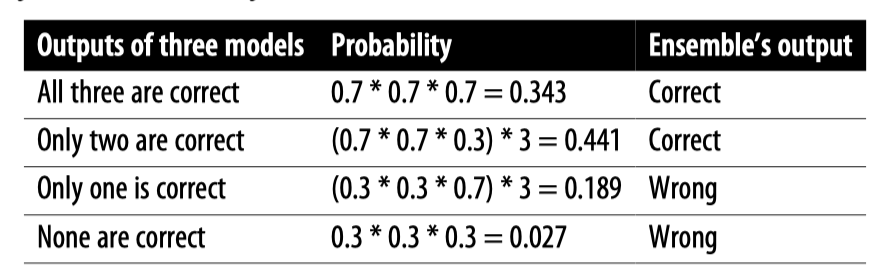 Outputs of three models Probability Ensemble’s output
All three are correct 0.7 * 0.7 * 0.7 = 0.343 Correct
Only two are correct (0.7 * 0.7 * 0.3) * 3 = 0.441 Correct
Only one is correct (0.3 * 0.3 * 0.7) * 3 = 0.189 Wrong
None are correct 0.3 * 0.3 * 0.3 = 0.027 Wrong